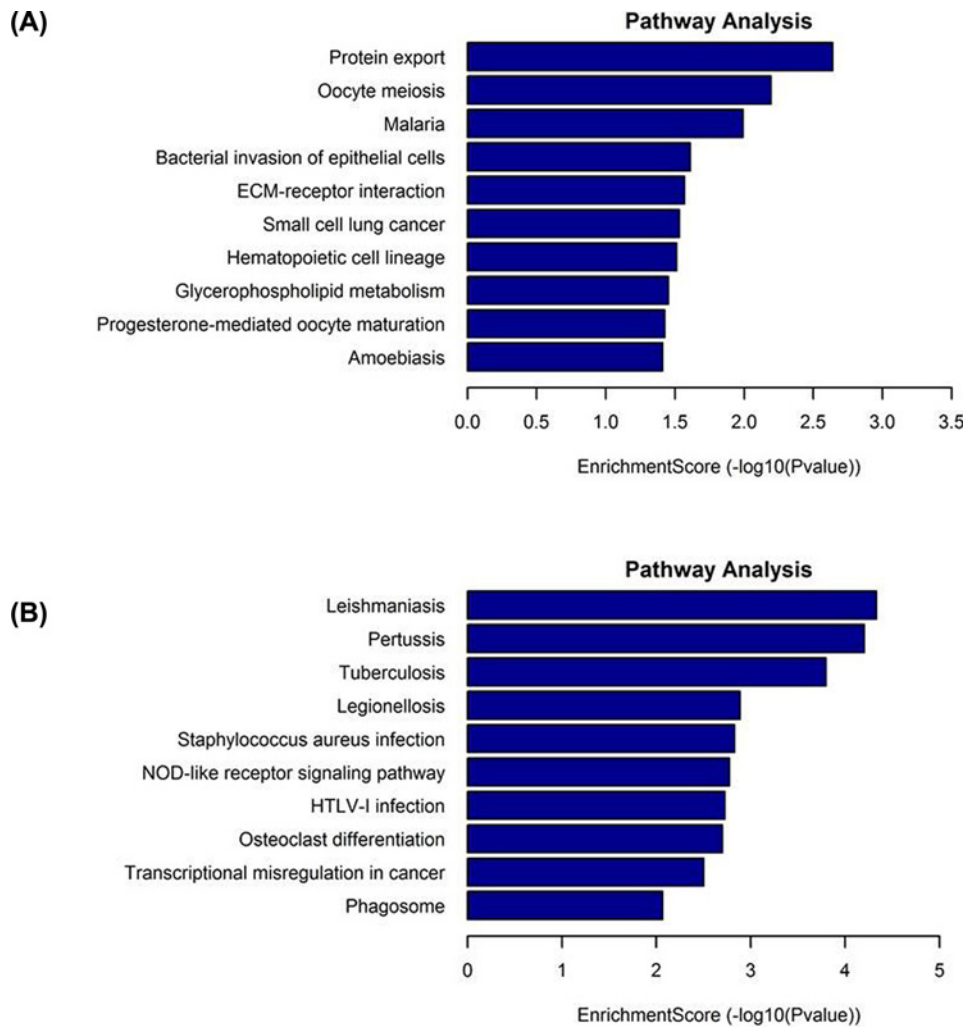 (A)
Pathway Analysis
Protein export
Oocyte meiosis
Malaria
Bacterial invasion of epithelial cells
ECM-receptor interaction
Small cell lung cancer
Hematopoietic cell lineage
Glycerophospholipid metabolism
Progesterone-mediated oocyte maturation
Amoebiasis
0.0 0.5 1.0 1.5 2.0 2.5 3.0 3.5
EnrichmentScore (-log10(Pvalue))
(B)
Pathway Analysis
Leishmaniasis
Pertussis
Tuberculosis
Legionellosis
Staphylococcus aureus infection
NOD-like receptor signaling pathway
HTLV-I infection
Osteoclast differentiation
Transcriptional misregulation in cancer
Phagosome
0 1 2 3 4 5
EnrichmentScore (-log10(Pvalue))